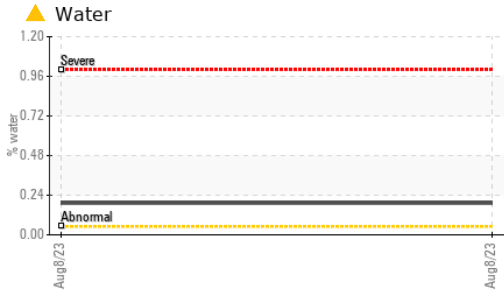 Water
1.20
Severe
0.96
0.72
% water
0.48
0.24
Abnormal
0.00
Aug8/23
Aug8/23